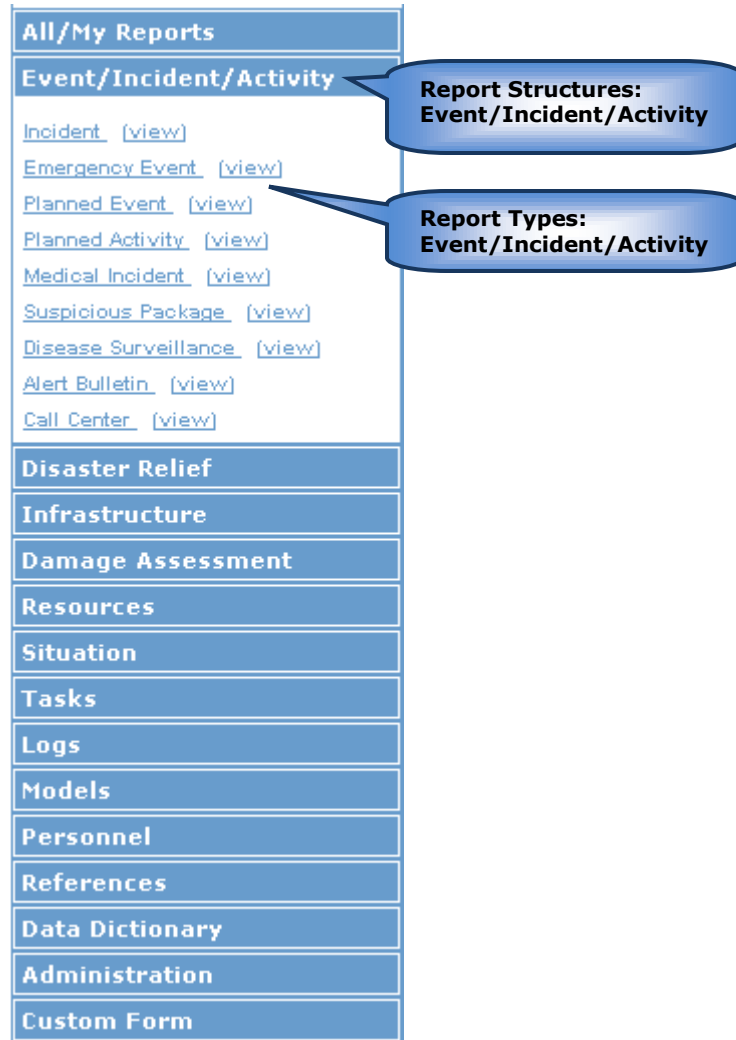 All/My Reports
Event/Incident/Activity
Report Structures:
Event/Incident/Activity
Incident (view)
Emergency Event (view)
Planned Event (view)
Planned Activity (view)
Medical Incident (view)
Suspicious Package (view)
Disease Surveillance (view)
Alert Bulletin (view)
Call Center (view)
Report Types:
Event/Incident/Activity
Disaster Relief
Infrastructure
Damage Assessment
Resources
Situation
Tasks
Logs
Models
Personnel
References
Data Dictionary
Administration
Custom Form